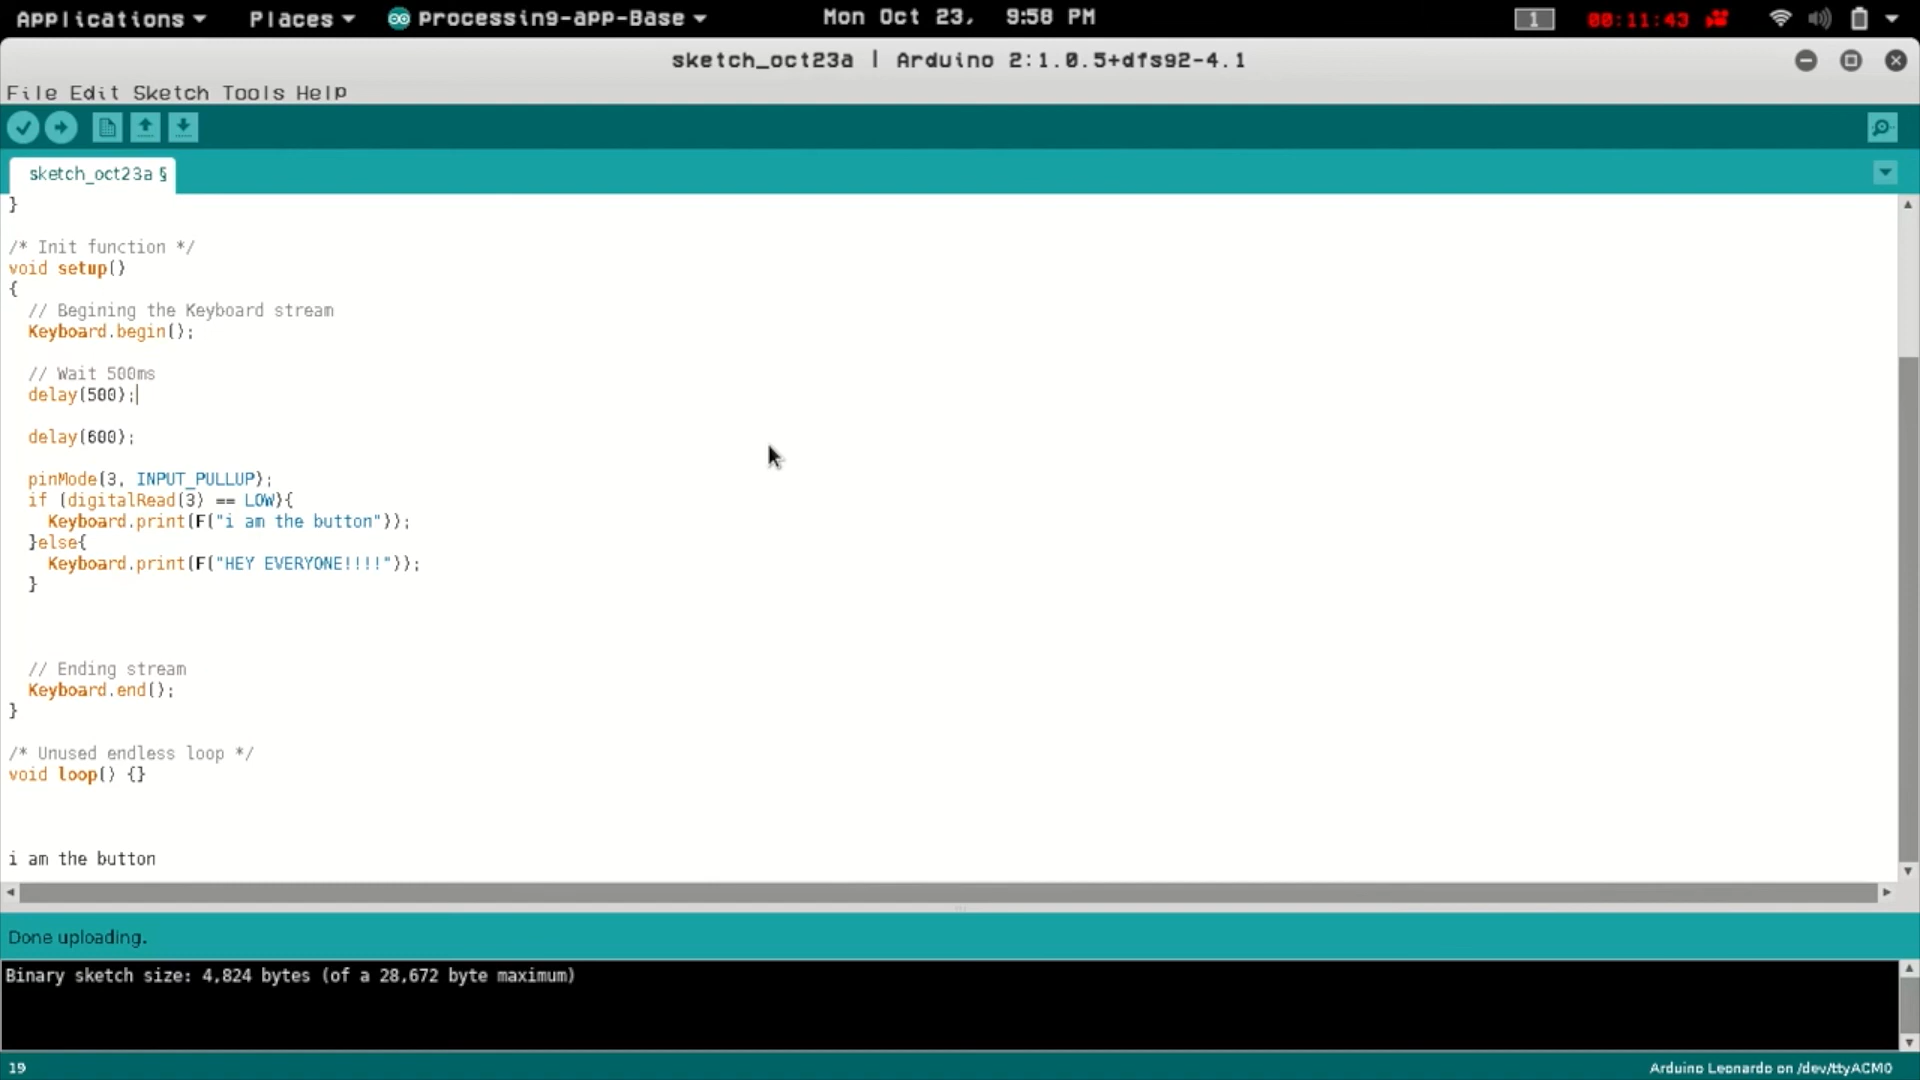 Applications Places Processing-app-Base Mon Oct 23, 9:58 PM 1 00:11:43
sketch_oct23a | Arduino 2:1.0.5+dfsg2-4.1
File Edit Sketch Tools Help
sketch_oct23a §
}
/* Init function */
void setup()
{
// Begining the Keyboard stream
Keyboard.begin();
// Wait 500ms
delay(500);
delay(600);
pinMode(3, INPUT_PULLUP);
if (digitalRead(3) == LOW){
Keyboard.print(F("i am the button"));
}else{
Keyboard.print(F("HEY EVERYONE!!!!"));
}
// Ending stream
Keyboard.end();
}
/* Unused endless loop */
void loop() {}
i am the button
Done uploading.
Binary sketch size: 4,824 bytes (of a 28,672 byte maximum)
19 Arduino Leonardo on /dev/ttyACM0